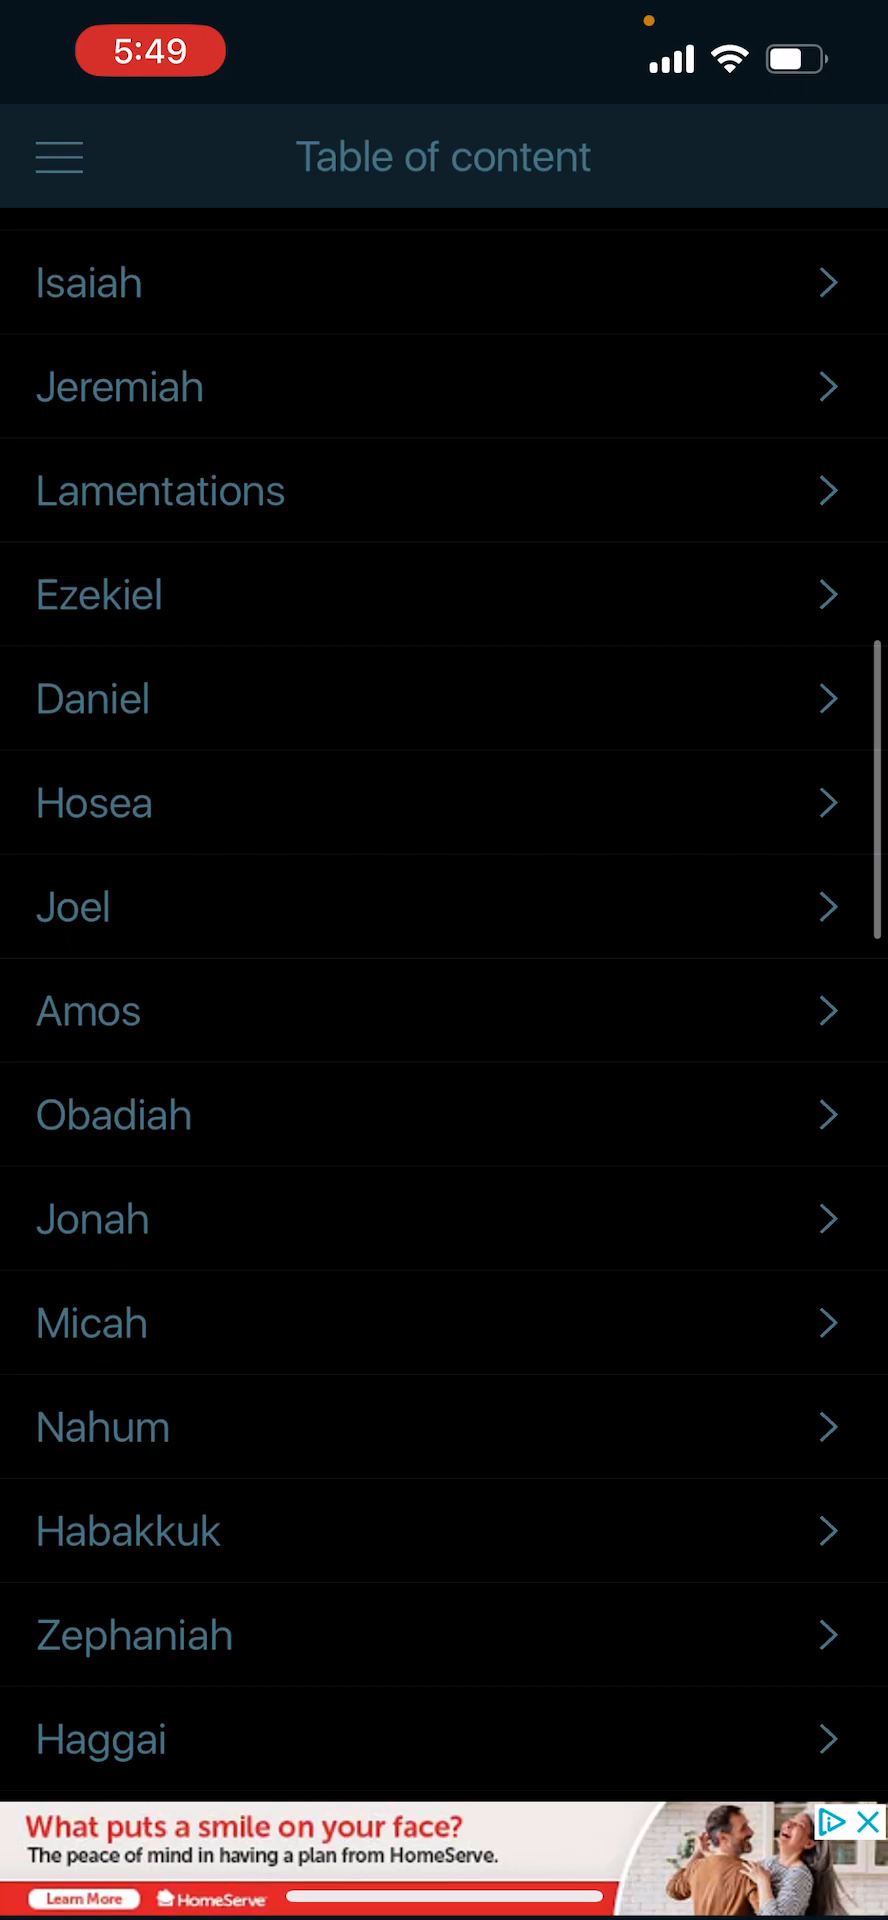 5:49
Table of content
Isaiah
Jeremiah
Lamentations
Ezekiel
Daniel
Hosea
Joel
Amos
Obadiah
Jonah
Micah
Nahum
Habakkuk
Zephaniah
Haggai
What puts a smile on your face?
The peace of mind in having a plan from HomeServe.
Learn More HomeServe